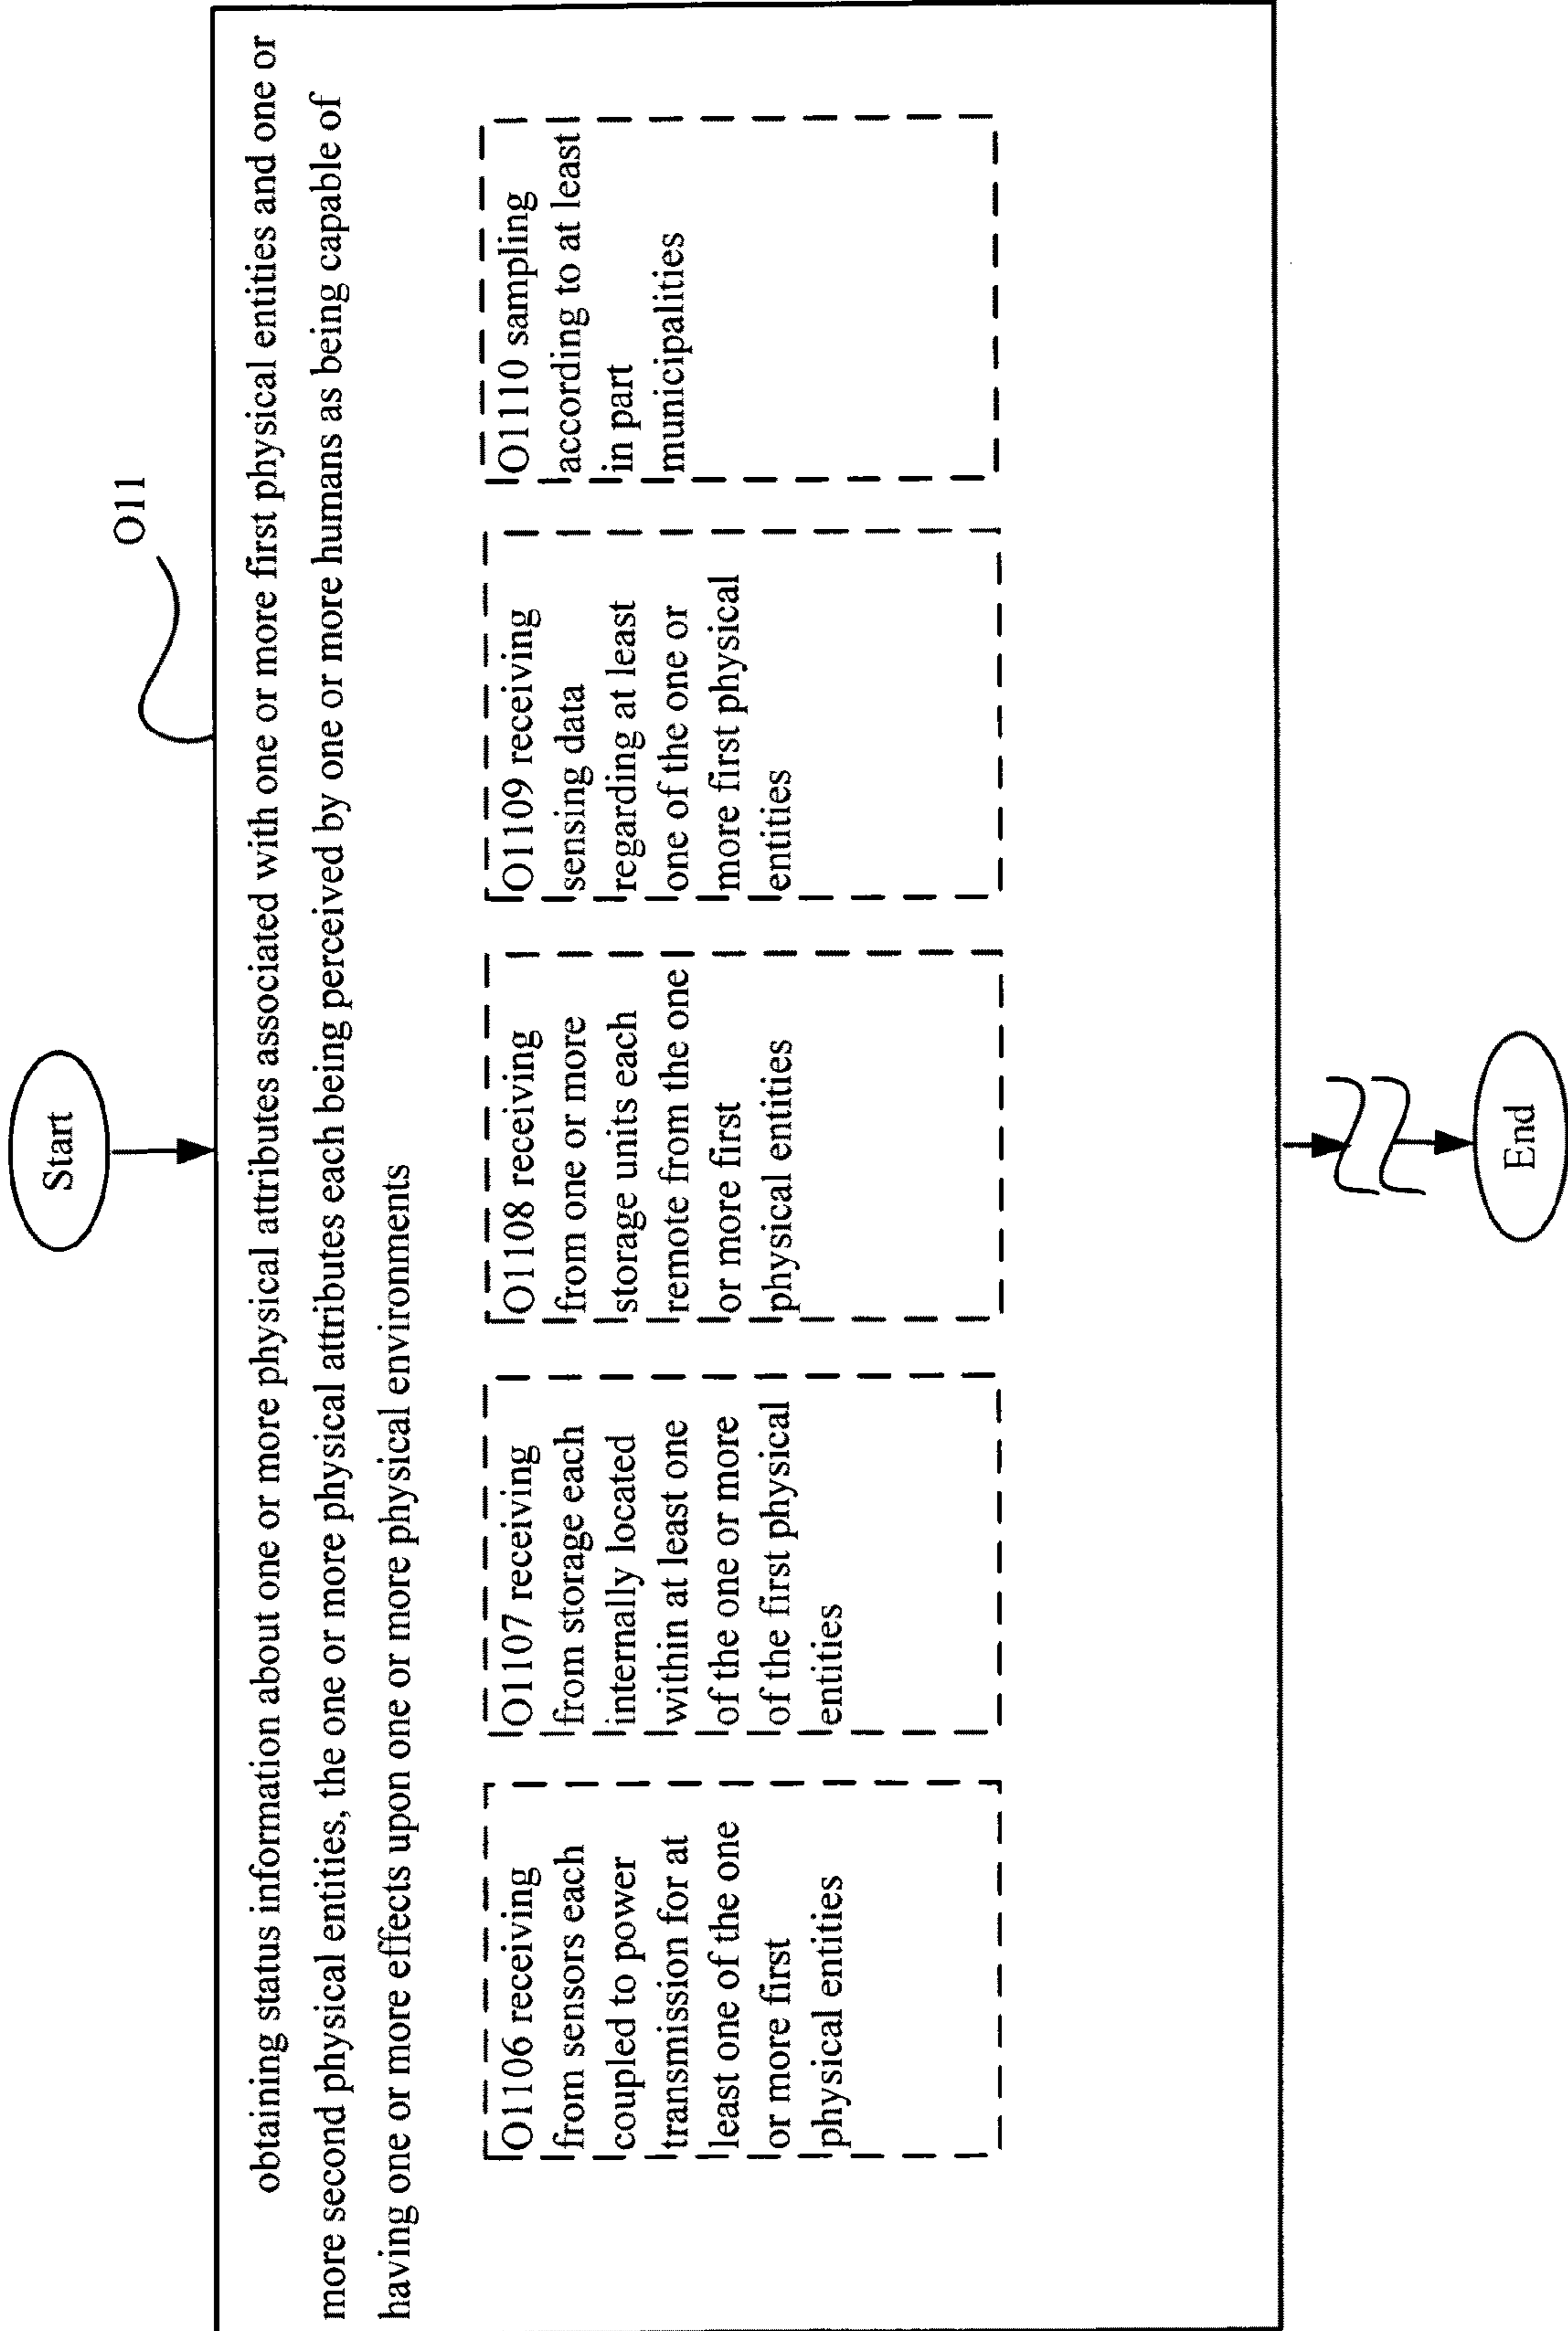 Start
O11
obtaining status information about one or more physical attributes associated with one or more first physical entities and one or
more second physical entities, the one or more physical attributes each being perceived by one or more humans as being capable of
having one or more effects upon one or more physical environments
O1106 receiving
from sensors each
coupled to power
transmission for at
least one of the one
or more first
physical entities
O1107 receiving
from storage each
internally located
within at least one
of the one or more
of the first physical
entities
O1108 receiving
from one or more
storage units each
remote from the one
or more first
physical entities
O1109 receiving
sensing data
regarding at least
one of the one or
more first physical
entities
O1110 sampling
according to at least
in part
municipalities
End